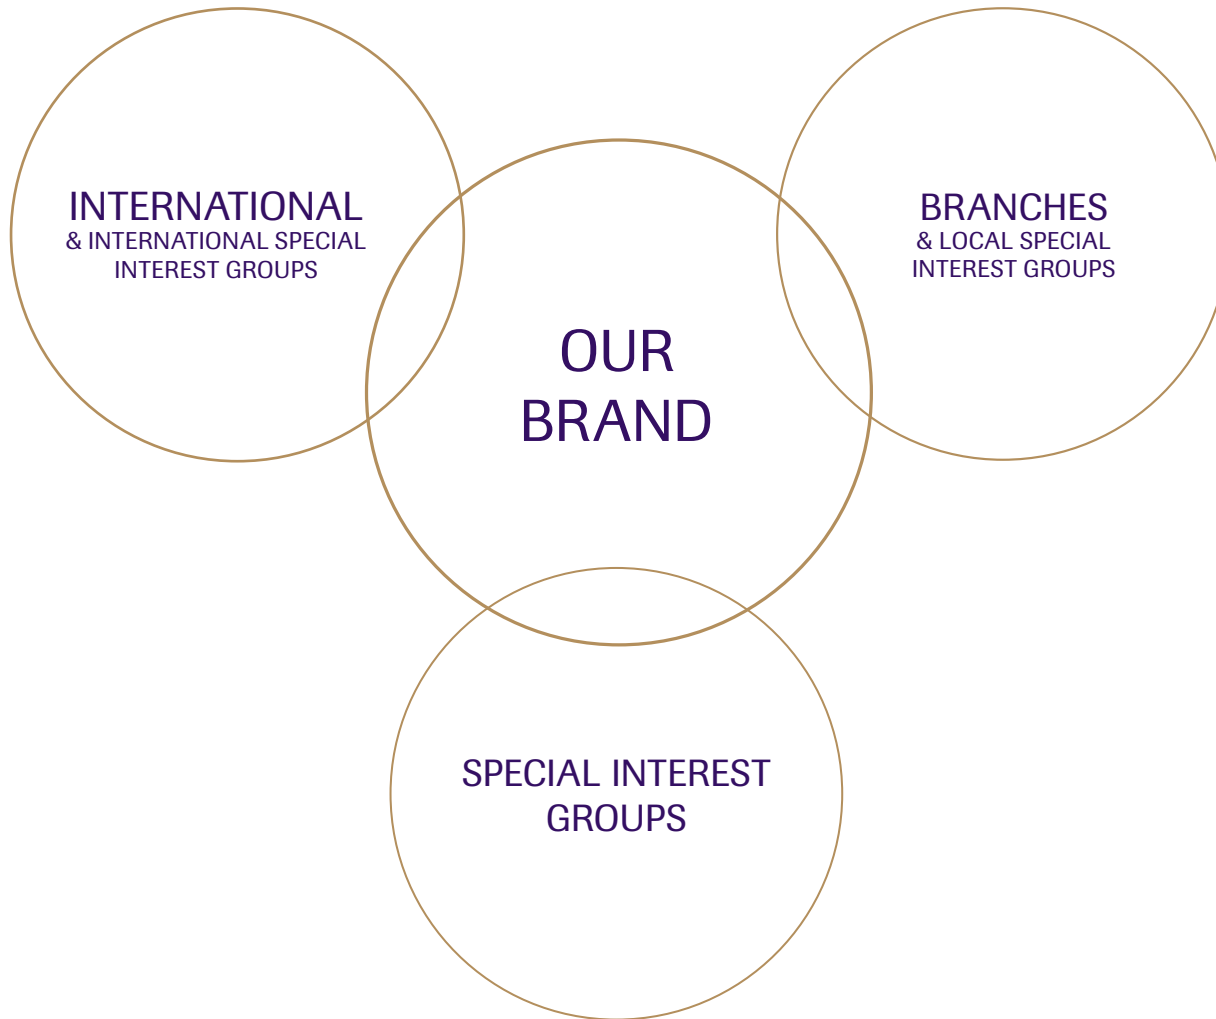 INTERNATIONAL
& INTERNATIONAL SPECIAL
INTEREST GROUPS
BRANCHES
& LOCAL SPECIAL
INTEREST GROUPS
OUR
BRAND
SPECIAL INTEREST
GROUPS